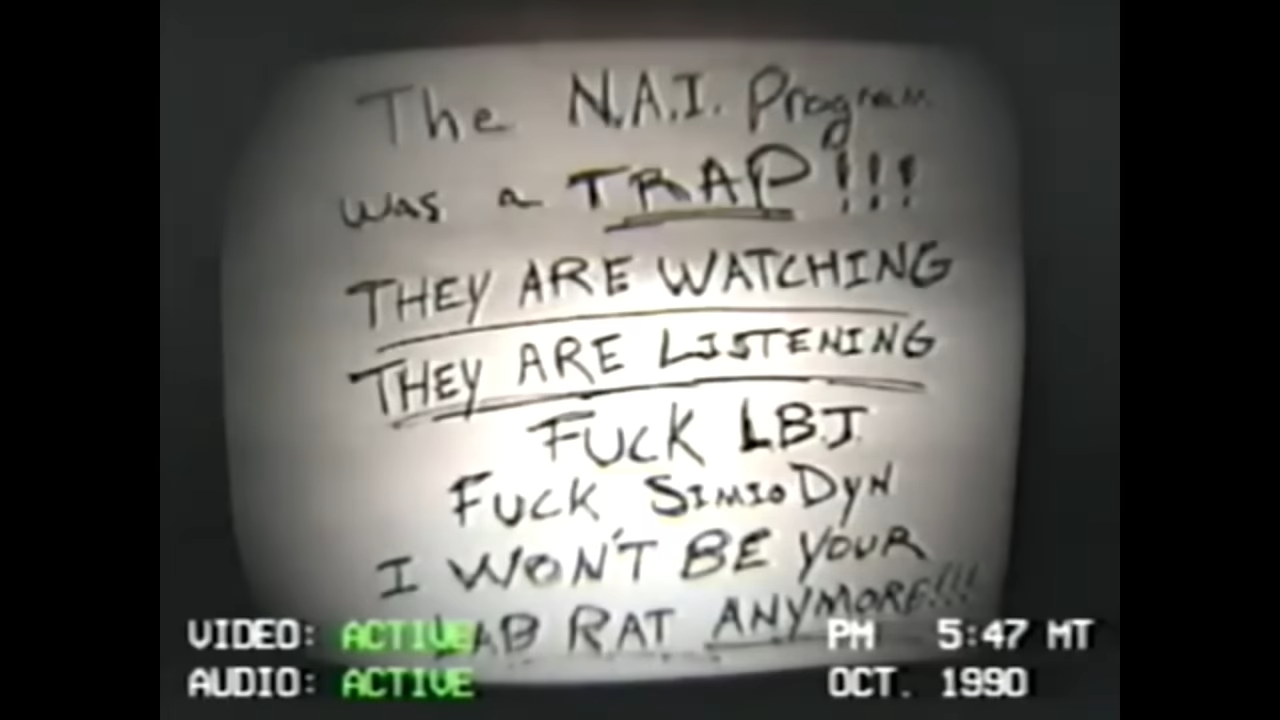 The N.A.I. Program
was a TRAP!!!
THEY ARE WATCHING
THEY ARE LISTENING
FUCK LBJ
FUCK SIMIODYN
I WON'T BE YOUR
LAB RAT ANYMORE!!!
VIDEO: ACTIVE
PM 5:47 MT
AUDIO: ACTIVE
OCT. 1990